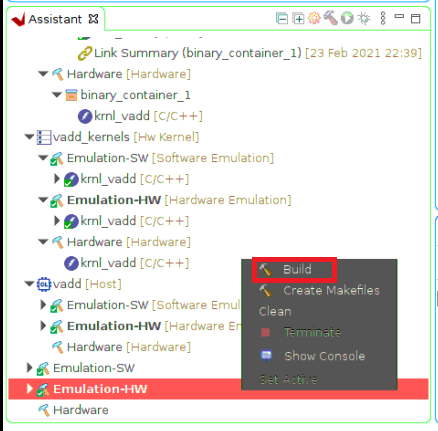 Assistant
Link Summary (binary_container_1) [23 Feb 2021 22:39]
Hardware [Hardware]
binary_container_1
krnl_vadd [C/C++]
vadd_kernels [Hw Kernel]
Emulation-SW [Software Emulation]
krnl_vadd [C/C++]
Emulation-HW [Hardware Emulation]
krnl_vadd [C/C++]
Hardware [Hardware]
krnl_vadd [C/C++]
vadd [Host]
Emulation-SW [Software Emul
Emulation-HW [Hardware Em
Hardware [Hardware]
Emulation-SW
Emulation-HW
Hardware
Build
Create Makefiles
Clean
Terminate
Show Console
Set Active